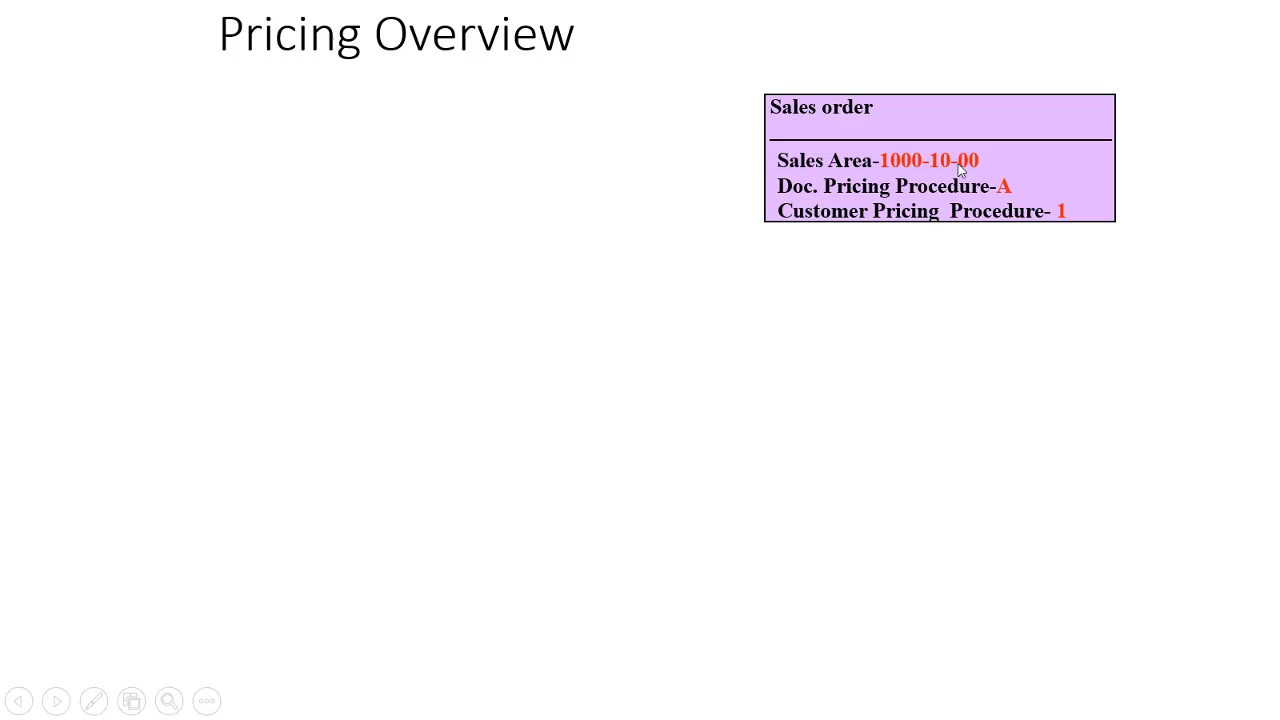 Pricing Overview
Sales order
Sales Area-1000-10-00
Doc. Pricing Procedure-A
Customer Pricing Procedure- 1